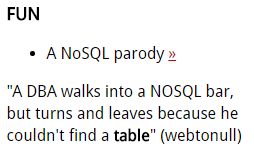 FUN
• A NoSQL parody »
"A DBA walks into a NOSQL bar,
but turns and leaves because he
couldn't find a table" (webtonull)